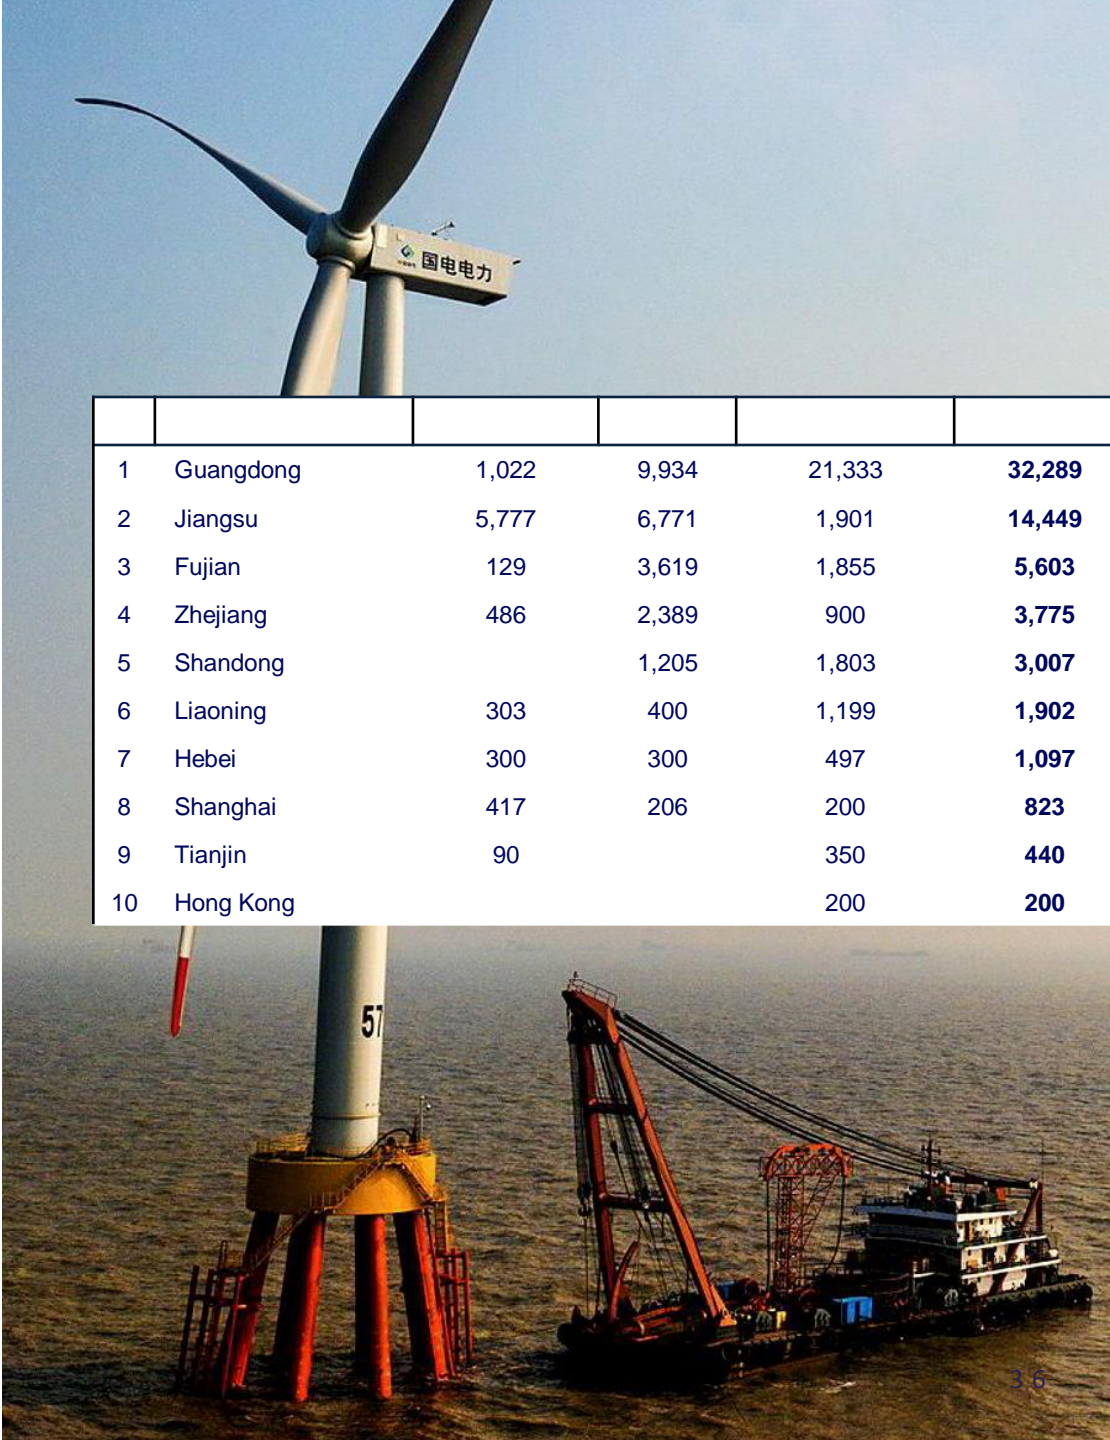 国电电力
1 Guangdong 1,022 9,934 21,333 32,289
2 Jiangsu 5,777 6,771 1,901 14,449
3 Fujian 129 3,619 1,855 5,603
4 Zhejiang 486 2,389 900 3,775
5 Shandong 1,205 1,803 3,007
6 Liaoning 303 400 1,199 1,902
7 Hebei 300 300 497 1,097
8 Shanghai 417 206 200 823
9 Tianjin 90 350 440
10 Hong Kong 200 200
57
3.6